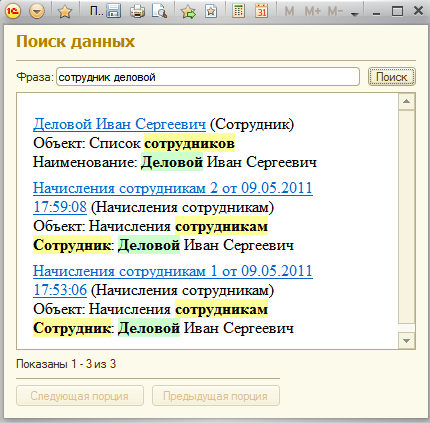 1С П.. M M+ M-
Поиск данных
Фраза: сотрудник деловой Поиск
Деловой Иван Сергеевич (Сотрудник)
Объект: Список сотрудников
Наименование: Деловой Иван Сергеевич
Начисления сотрудникам 2 от 09.05.2011
17:59:08 (Начисления сотрудникам)
Объект: Начисления сотрудникам
Сотрудник: Деловой Иван Сергеевич
Начисления сотрудникам 1 от 09.05.2011
17:53:06 (Начисления сотрудникам)
Объект: Начисления сотрудникам
Сотрудник: Деловой Иван Сергеевич
Показаны 1 - 3 из 3
Следующая порция Предыдущая порция